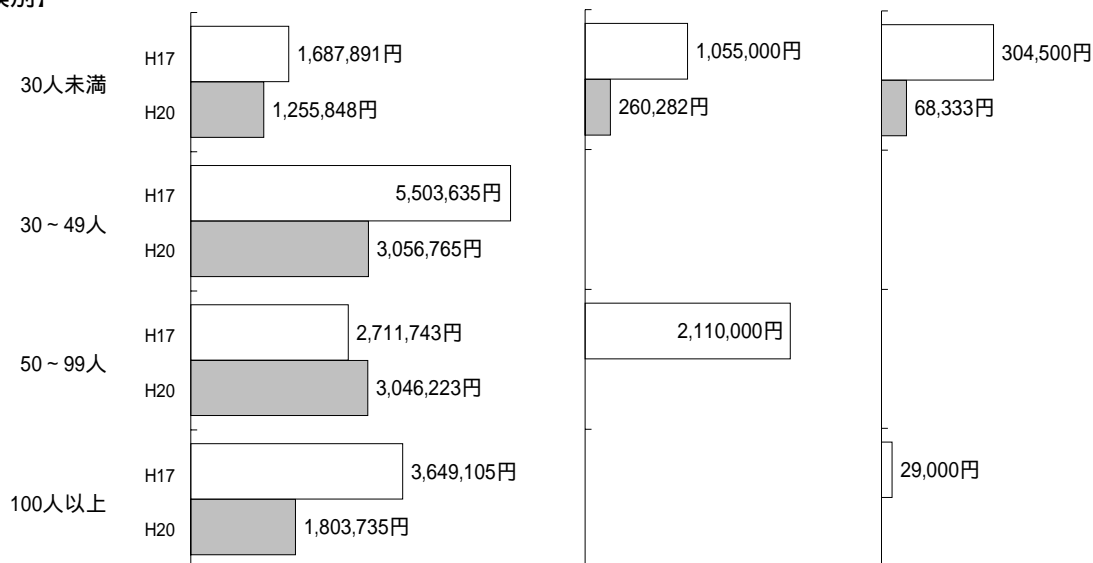 別】
H17 1,687,891円 1,055,000円 304,500円
30人未満
H20 1,255,848円 260,282円 68,333円
H17 5,503,635円
30～49人
H20 3,056,765円
H17 2,711,743円 2,110,000円
50～99人
H20 3,046,223円
H17 3,649,105円 29,000円
100人以上
H20 1,803,735円